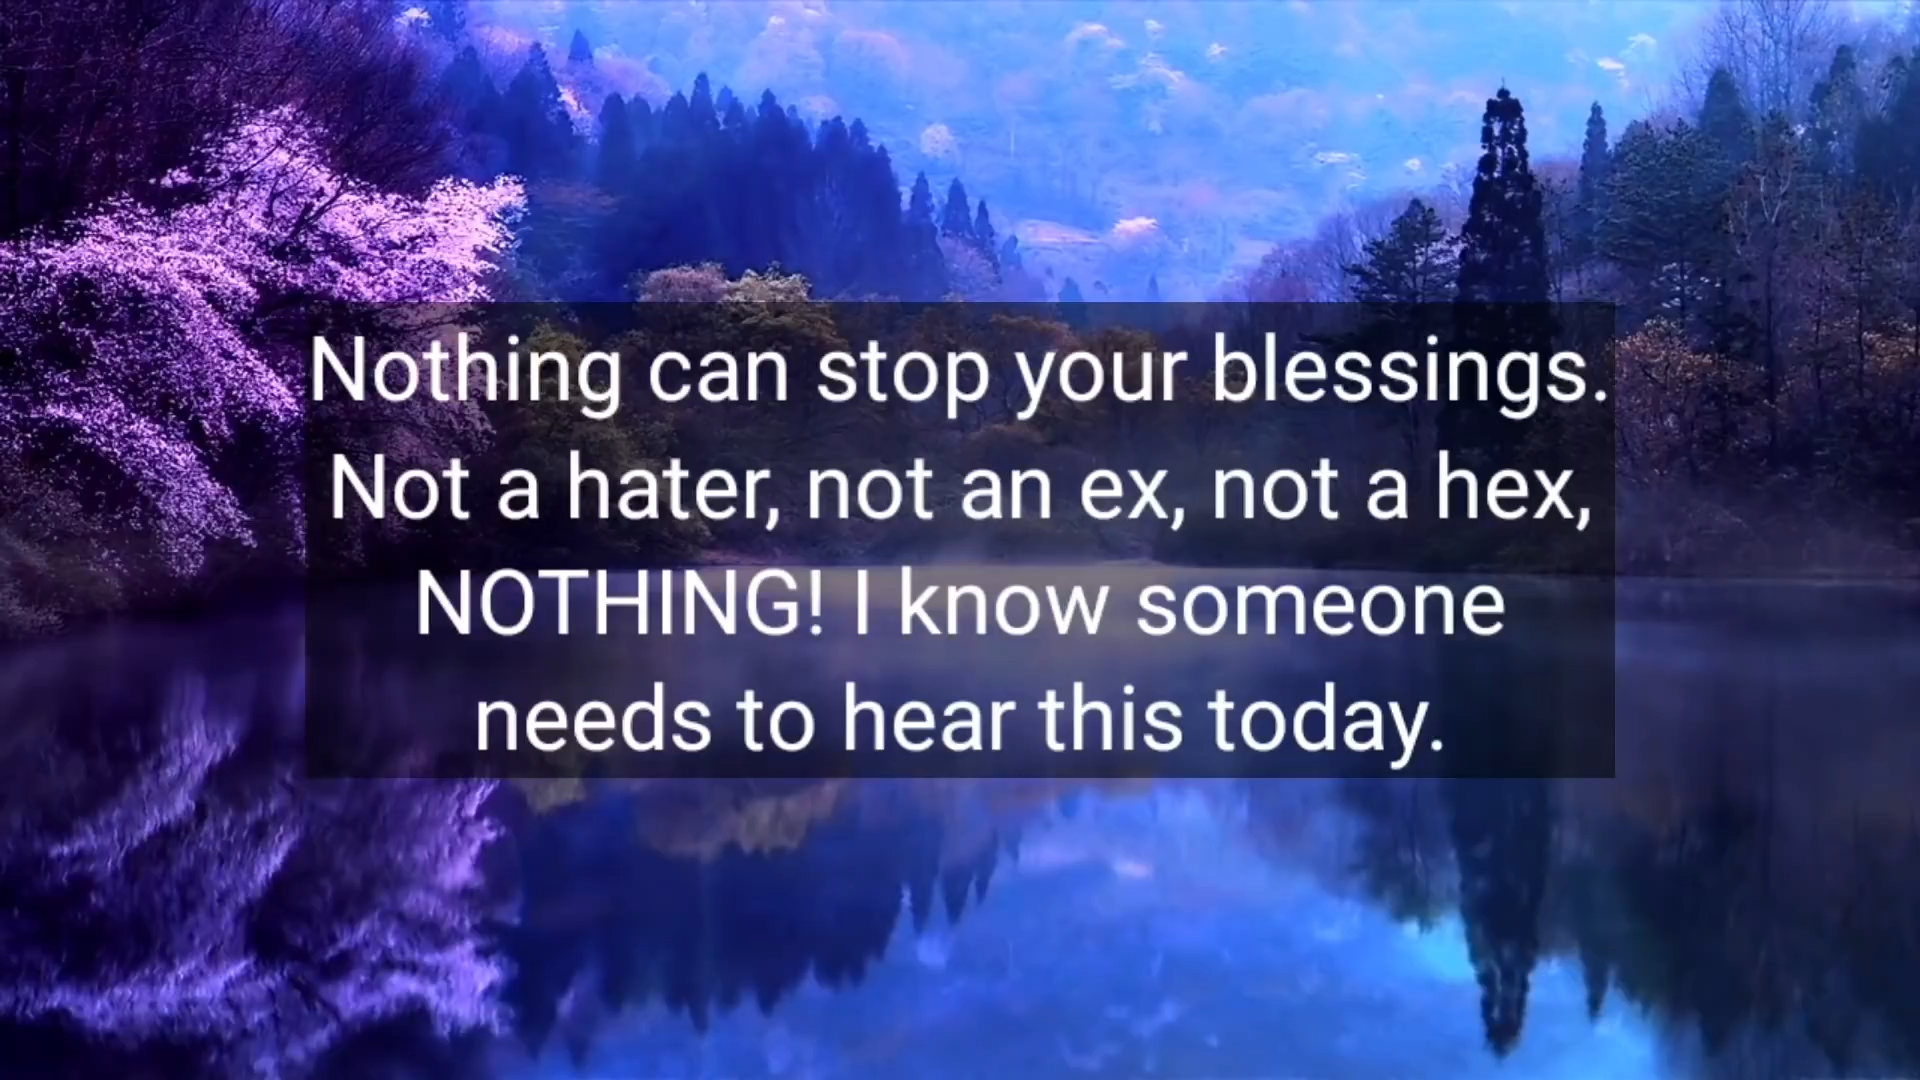 Nothing can stop your blessings.
Not a hater, not an ex, not a hex,
NOTHING! I know someone
needs to hear this today.